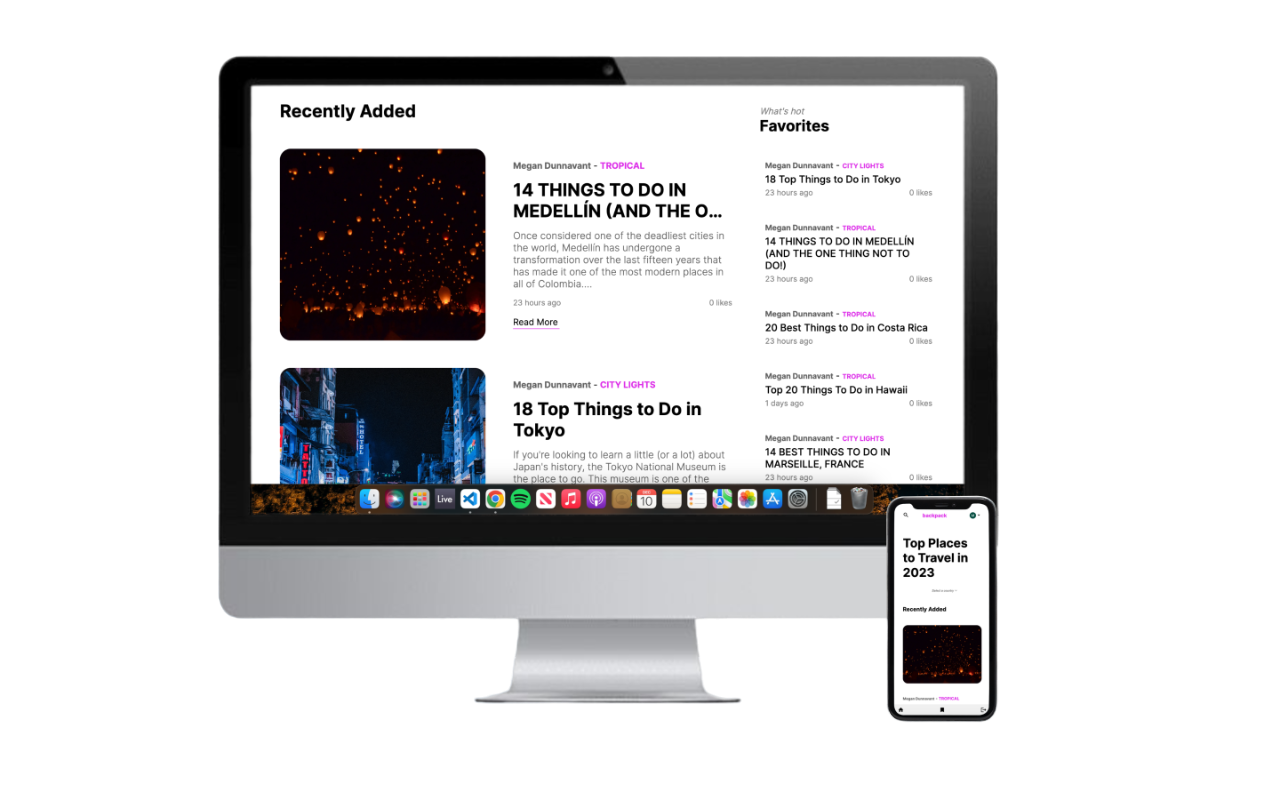 Recently Added
Megan Dunnavant - TROPICAL
14 THINGS TO DO IN
MEDELLÍN (AND THE O...
Once considered one of the deadliest cities in
the world, Medellín has undergone a
transformation over the last fifteen years that
has made it one of the most modern places in
all of Colombia....
23 hours ago
0 likes
Read More
HOTEL
TATTO
Megan Dunnavant - CITY LIGHTS
18 Top Things to Do in
Tokyo
If you're looking to learn a little (or a lot) about
Japan's history, the Tokyo National Museum is
the place to go. This museum is one of the
What's hot
Favorites
Megan Dunnavant - CITY LIGHTS
18 Top Things to Do in Tokyo
23 hours ago
0 likes
Megan Dunnavant - TROPICAL
14 THINGS TO DO IN MEDELLÍN
(AND THE ONE THING NOT TO
DO!)
23 hours ago
0 likes
Megan Dunnavant - TROPICAL
20 Best Things to Do in Costa Rica
23 hours ago
0 likes
Megan Dunnavant - TROPICAL
Top 20 Things To Do in Hawaii
1 days ago
0 likes
Megan Dunnavant - CITY LIGHTS
14 BEST THINGS TO DO IN
MARSEILLE, FRANCE
23 hours ago
0 likes
Live
10
backpack
Top Places
to Travel in
2023
Recently Added
Megan Dunnavant - TROPICAL